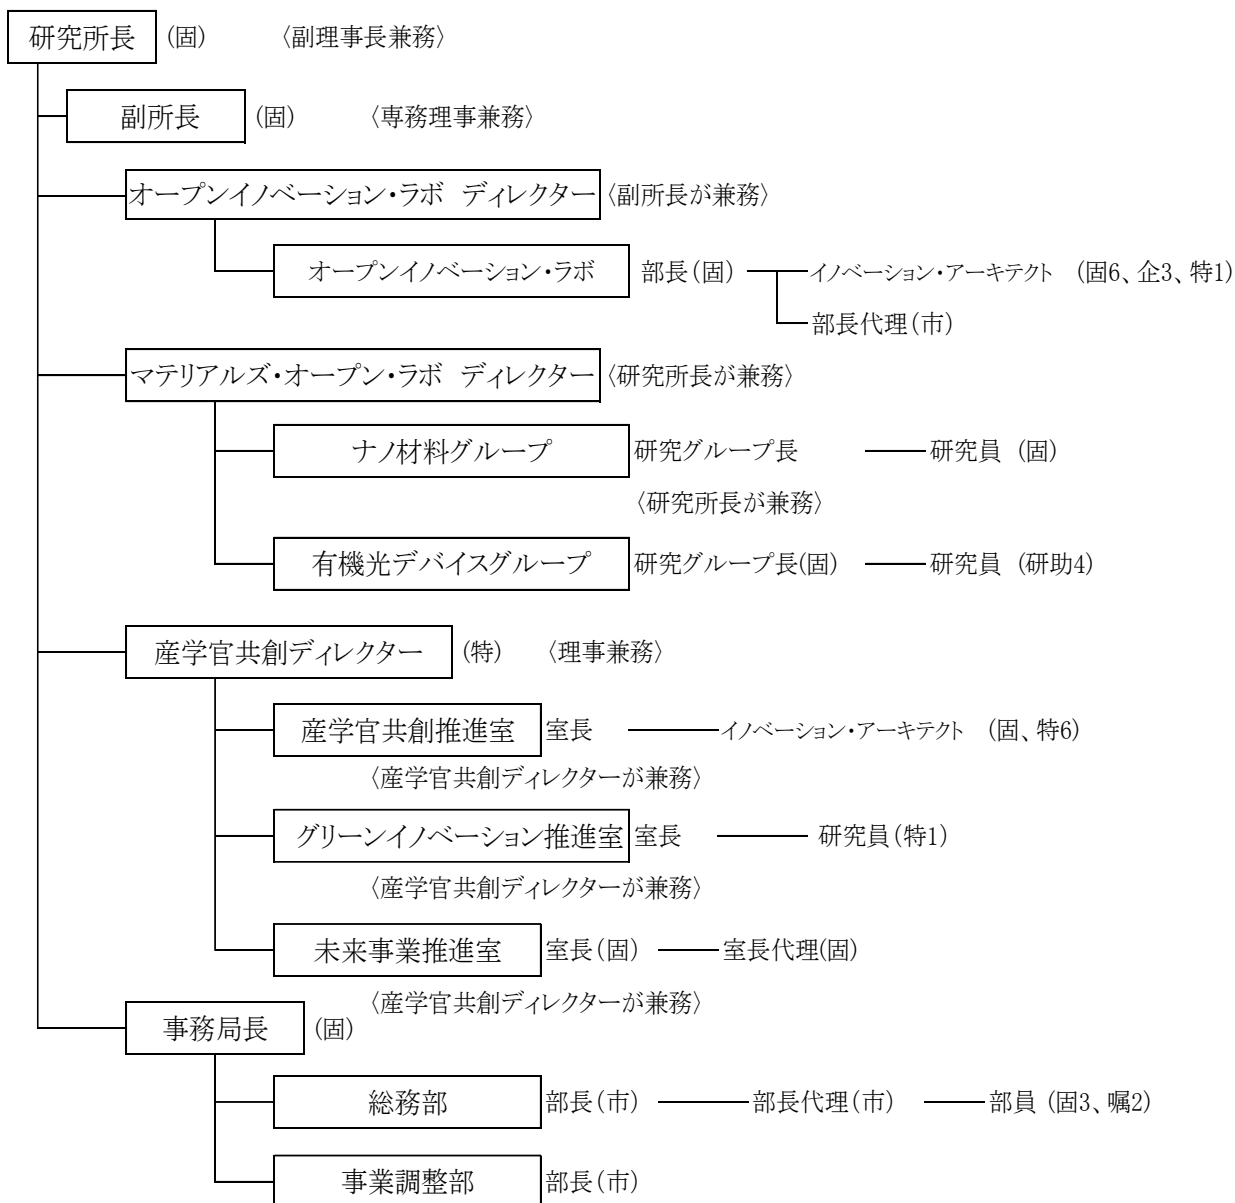 研究所長 (固) 〈副理事長兼務〉
副所長 (固) 〈専務理事兼務〉
オープンイノベーション・ラボ ディレクター 〈副所長が兼務〉
オープンイノベーション・ラボ 部長(固) イノベーション・アーキテクト (固6、企3、特1)
部長代理(市)
マテリアルズ・オープン・ラボ ディレクター 〈研究所長が兼務〉
ナノ材料グループ 研究グループ長 研究員 (固)
〈研究所長が兼務〉
有機光デバイスグループ 研究グループ長(固) 研究員 (研助4)
産学官共創ディレクター (特) 〈理事兼務〉
産学官共創推進室 室長 イノベーション・アーキテクト (固、特6)
〈産学官共創ディレクターが兼務〉
グリーンイノベーション推進室 室長 研究員(特1)
〈産学官共創ディレクターが兼務〉
未来事業推進室 室長(固) 室長代理(固)
〈産学官共創ディレクターが兼務〉
事務局長 (固)
総務部 部長(市) 部長代理(市) 部員 (固3、嘱2)
事業調整部 部長(市)